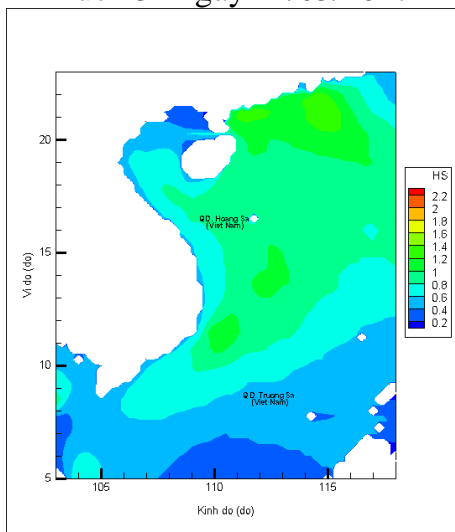 20
15
10
5
105
110
115
Vi do (do)
Kinh do (do)
QD. Hoang Sa
(Viet Nam)
QD. Truong Sa
(Viet Nam)
HS
2.2
2
1.8
1.6
1.4
1.2
1
0.8
0.6
0.4
0.2